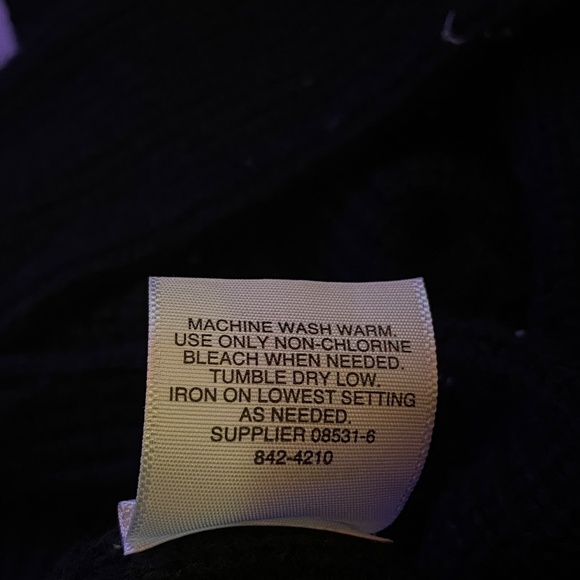 MACHINE WASH WARM.
USE ONLY NON-CHLORINE
BLEACH WHEN NEEDED.
TUMBLE DRY LOW.
IRON ON LOWEST SETTING
AS NEEDED.
SUPPLIER 08531-6
842-4210